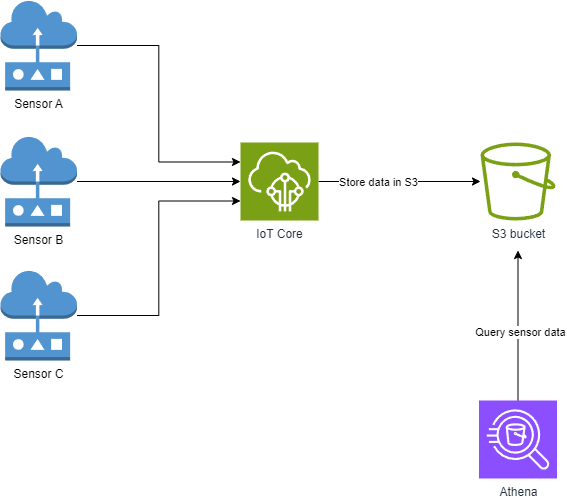 Sensor A
Sensor B
Sensor C
IoT Core
Store data in S3
S3 bucket
Query sensor data
Athena